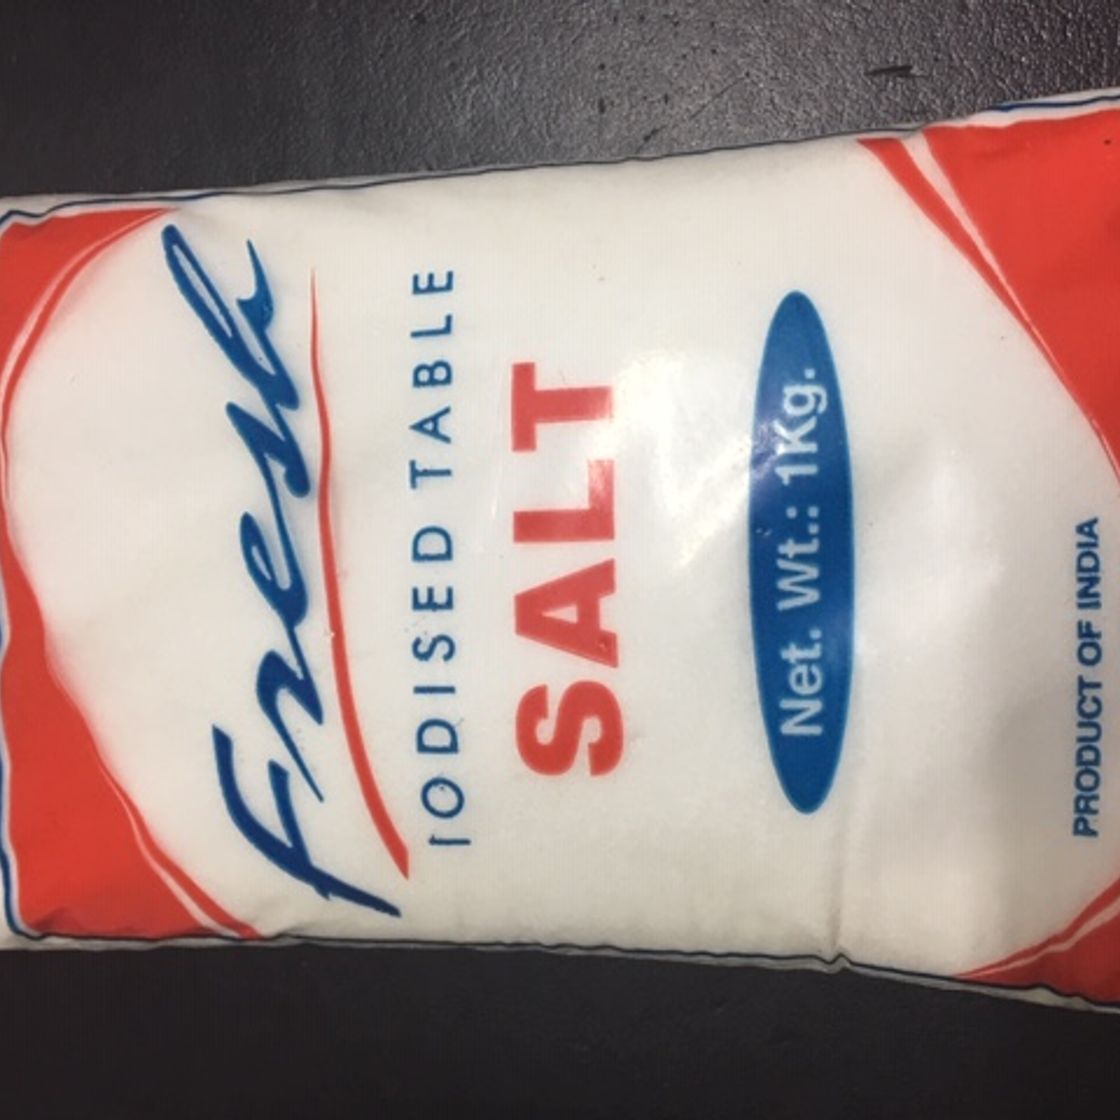 Fresh
IODISED TABLE
SALT
Net. Wt.: 1Kg.
PRODUCT OF INDIA